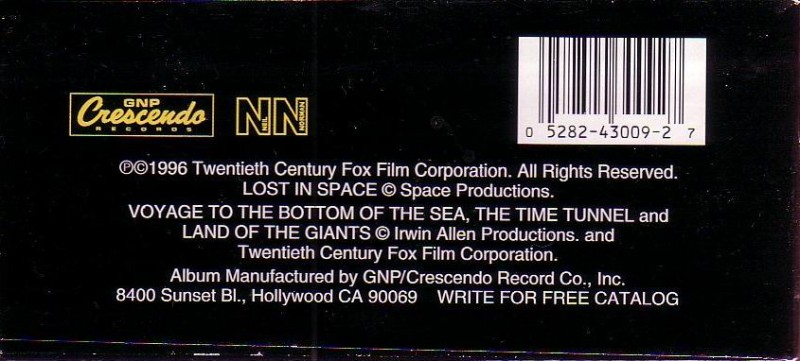 GNP
Crescendo
RECORDS
NN
NEIL
NORMAN
0 5282-43009-2 7
℗©1996 Twentieth Century Fox Film Corporation. All Rights Reserved.
LOST IN SPACE © Space Productions.
VOYAGE TO THE BOTTOM OF THE SEA, THE TIME TUNNEL and
LAND OF THE GIANTS © Irwin Allen Productions. and
Twentieth Century Fox Film Corporation.
Album Manufactured by GNP/Crescendo Record Co., Inc.
8400 Sunset Bl., Hollywood CA 90069 WRITE FOR FREE CATALOG